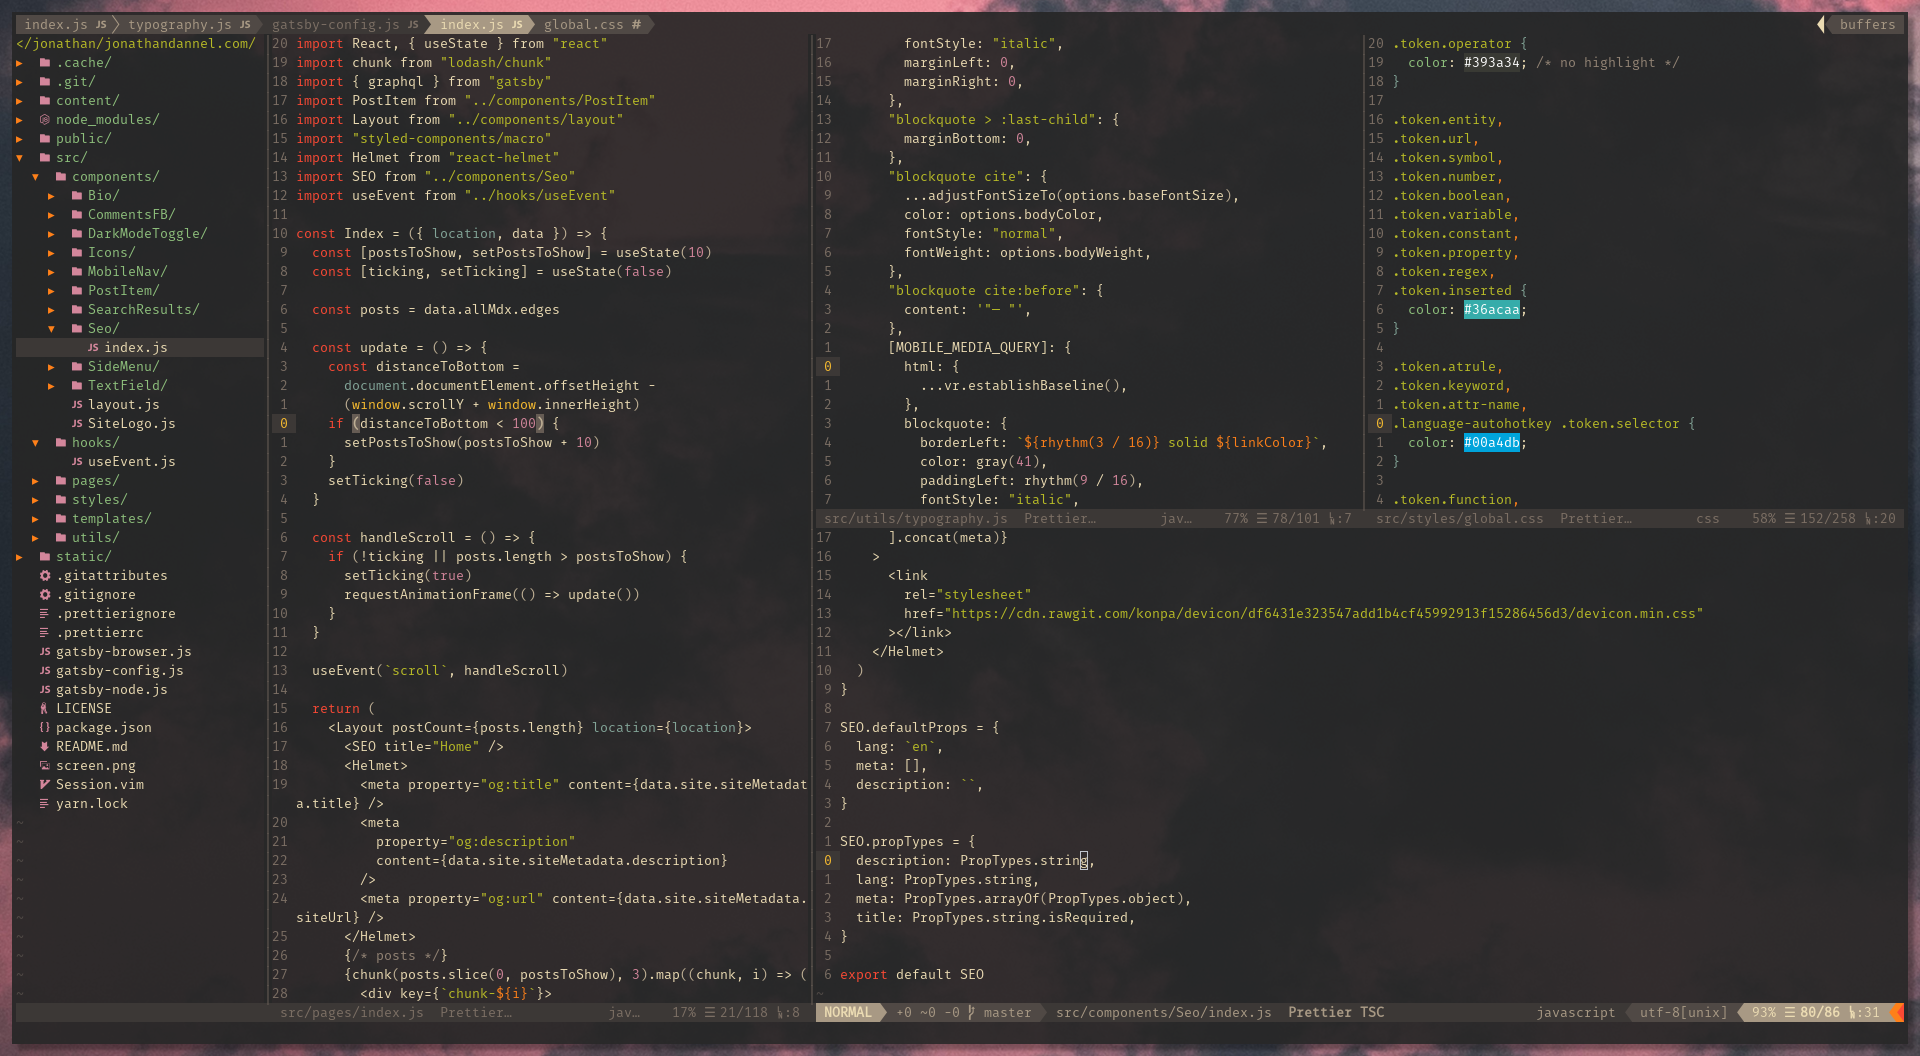 index.js JS typography.js JS gatsby-config.js JS index.js JS global.css # buffers
</jonathan/jonathandannel.com/
.cache/
.git/
content/
node_modules/
public/
src/
components/
Bio/
CommentsFB/
DarkModeToggle/
Icons/
MobileNav/
PostItem/
SearchResults/
Seo/
JS index.js
SideMenu/
TextField/
JS layout.js
JS SiteLogo.js
hooks/
JS useEvent.js
pages/
styles/
templates/
utils/
static/
.gitattributes
.gitignore
.prettierignore
.prettierrc
JS gatsby-browser.js
JS gatsby-config.js
JS gatsby-node.js
LICENSE
{} package.json
README.md
screen.png
Session.vim
yarn.lock
~
~
~
~
~
~
~
~
~
~
20 import React, { useState } from "react"
19 import chunk from "lodash/chunk"
18 import { graphql } from "gatsby
17 import PostItem from "../components/PostItem"
16 import Layout from "../components/layout"
15 import "styled-components/macro"
14 import Helmet from "react-helmet"
13 import SEO from "../components/Seo"
12 import useEvent from "../hooks/useEvent"
11
10 const Index = ({ location, data }) => {
9 const [postsToShow, setPostsToShow] = useState(10)
8 const [ticking, setTicking] = useState(false)
7
6 const posts = data.allMdx.edges
5
4 const update = () => {
3 const distanceToBottom =
2 document.documentElement.offsetHeight -
1 (window.scrollY + window.innerHeight)
0 if (distanceToBottom < 100) {
1 setPostsToShow(postsToShow + 10)
2 }
3 setTicking(false)
4 }
5
6 const handleScroll = () => {
7 if (!ticking || posts.length > postsToShow) {
8 setTicking(true)
9 requestAnimationFrame(() => update())
10 }
11 }
12
13 useEvent(`scroll`, handleScroll)
14
15 return (
16 <Layout postCount={posts.length} location={location}>
17 <SEO title="Home" />
18 <Helmet>
19 <meta property="og:title" content={data.site.siteMetadat
a.title} />
20 <meta
21 property="og:description"
22 content={data.site.siteMetadata.description}
23 />
24 <meta property="og:url" content={data.site.siteMetadata.
siteUrl} />
25 </Helmet>
26 {/* posts */}
27 {chunk(posts.slice(0, postsToShow), 3).map((chunk, i) => (
28 <div key={`chunk-${i}`}>
src/pages/index.js Prettier… jav… 17% ☰ 21/118 :8
17 fontStyle: "italic",
16 marginLeft: 0,
15 marginRight: 0,
14 },
13 "blockquote > :last-child": {
12 marginBottom: 0,
11 },
10 "blockquote cite": {
9 ...adjustFontSizeTo(options.baseFontSize),
8 color: options.bodyColor,
7 fontStyle: "normal",
6 fontWeight: options.bodyWeight,
5 },
4 "blockquote cite:before": {
3 content: '"— "',
2 },
1 [MOBILE_MEDIA_QUERY]: {
0 html: {
1 ...vr.establishBaseline(),
2 },
3 blockquote: {
4 borderLeft: `${rhythm(3 / 16)} solid ${linkColor}`,
5 color: gray(41),
6 paddingLeft: rhythm(9 / 16),
7 fontStyle: "italic",
src/utils/typography.js Prettier… jav… 77% ☰ 78/101 :7
20 .token.operator {
19 color: #393a34; /* no highlight */
18 }
17
16 .token.entity,
15 .token.url,
14 .token.symbol,
13 .token.number,
12 .token.boolean,
11 .token.variable,
10 .token.constant,
9 .token.property,
8 .token.regex,
7 .token.inserted {
6 color: #36acaa;
5 }
4
3 .token.atrule,
2 .token.keyword,
1 .token.attr-name,
0 .language-autohotkey .token.selector {
1 color: #00a4db;
2 }
3
4 .token.function,
src/styles/global.css Prettier… css 58% ☰ 152/258 :20
17 ].concat(meta)}
16 >
15 <link
14 rel="stylesheet"
13 href="https://cdn.rawgit.com/konpa/devicon/df6431e323547add1b4cf45992913f15286456d3/devicon.min.css"
12 ></link>
11 </Helmet>
10 )
9 }
8
7 SEO.defaultProps = {
6 lang: `en`,
5 meta: [],
4 description: ``,
3 }
2
1 SEO.propTypes = {
0 description: PropTypes.string,
1 lang: PropTypes.string,
2 meta: PropTypes.arrayOf(PropTypes.object),
3 title: PropTypes.string.isRequired,
4 }
5
6 export default SEO
~
NORMAL +0 ~0 -0 master src/components/Seo/index.js Prettier TSC javascript utf-8[unix] 93% ☰ 80/86 :31